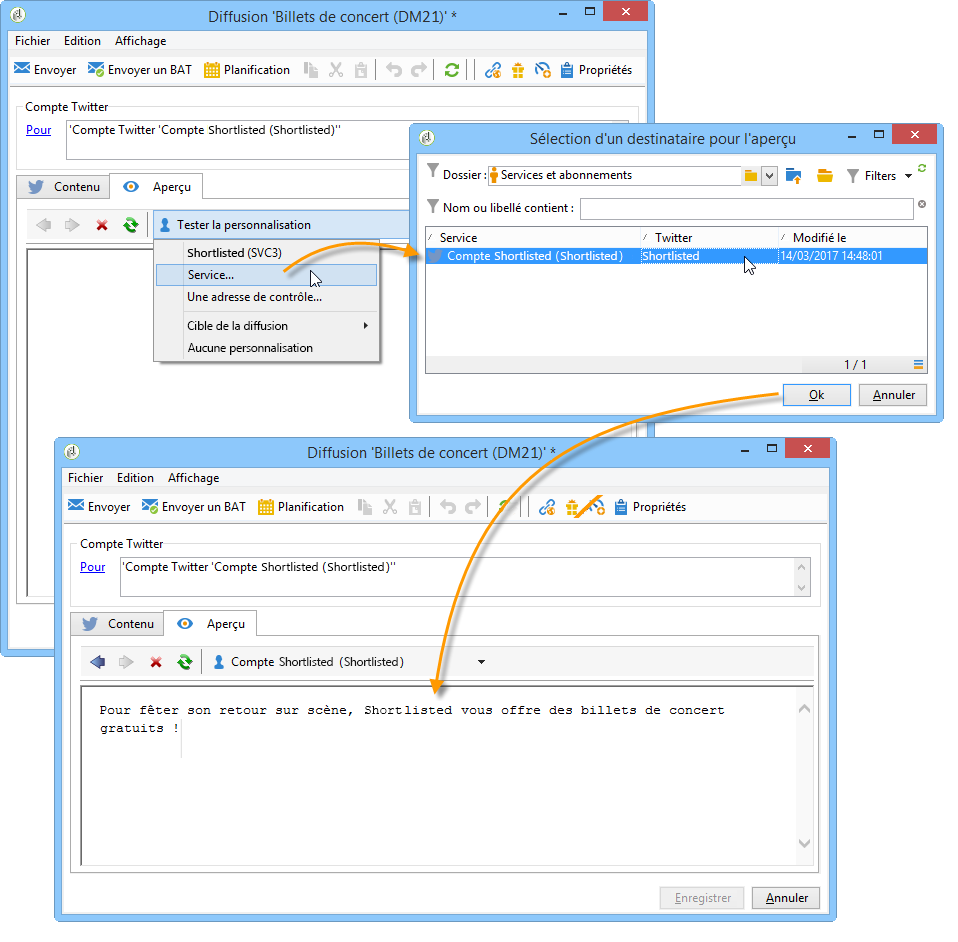 Diffusion 'Billets de concert (DM21)' *
Fichier Edition Affichage
Envoyer Envoyer un BAT Planification Propriétés
Compte Twitter
Pour 'Compte Twitter 'Compte Shortlisted (Shortlisted)''
Contenu Aperçu
Tester la personnalisation
Shortlisted (SVC3)
Service...
Une adresse de contrôle...
Cible de la diffusion
Aucune personnalisation
Sélection d'un destinataire pour l'aperçu
Dossier : Services et abonnements Filters
Nom ou libellé contient :
Service Twitter Modifié le
Compte Shortlisted (Shortlisted) Shortlisted 14/03/2017 14:48:01
1 / 1
Ok Annuler
Diffusion 'Billets de concert (DM21)' *
Fichier Edition Affichage
Envoyer Envoyer un BAT Planification Propriétés
Compte Twitter
Pour 'Compte Twitter 'Compte Shortlisted (Shortlisted)''
Contenu Aperçu
Compte Shortlisted (Shortlisted)
Pour fêter son retour sur scène, Shortlisted vous offre des billets de concert
gratuits !
Enregistrer Annuler